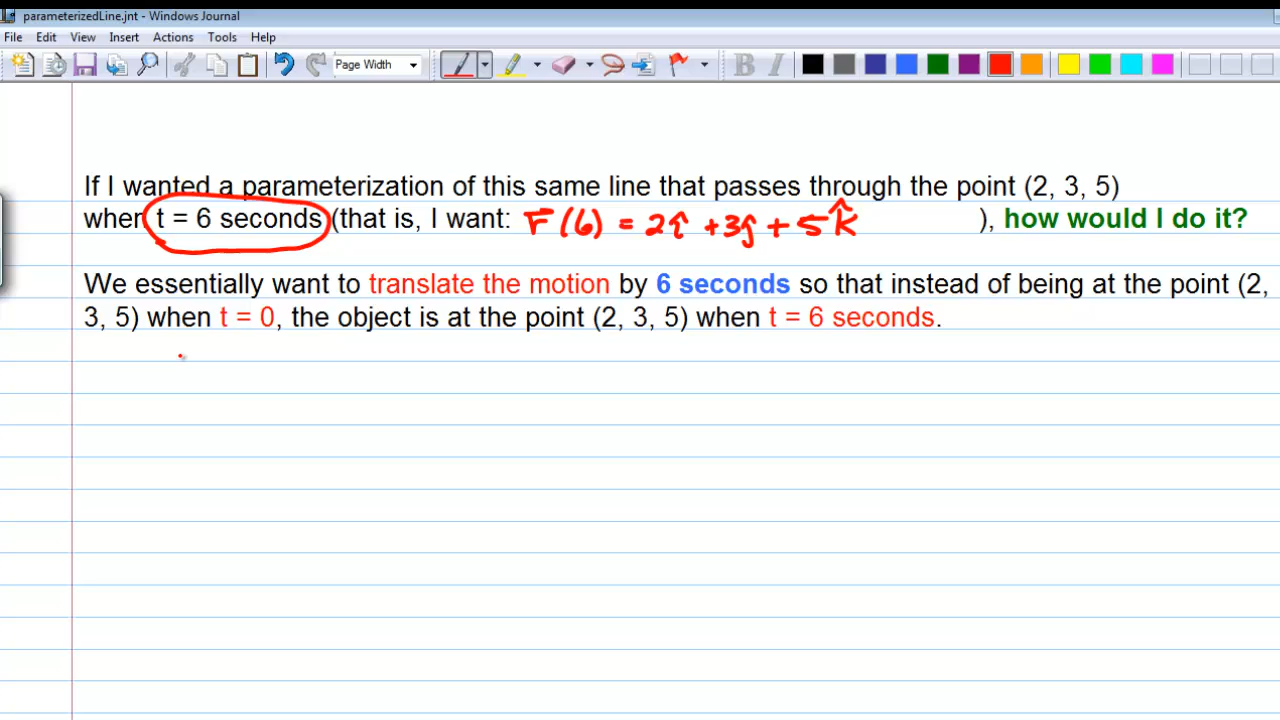 parameterizedLine.jnt - Windows Journal
File Edit View Insert Actions Tools Help
Page Width B I
If I wanted a parameterization of this same line that passes through the point (2, 3, 5)
when t = 6 seconds (that is, I want: r⃗(6) = 2î + 3ĵ + 5k̂ ), how would I do it?
We essentially want to translate the motion by 6 seconds so that instead of being at the point (2,
3, 5) when t = 0, the object is at the point (2, 3, 5) when t = 6 seconds.